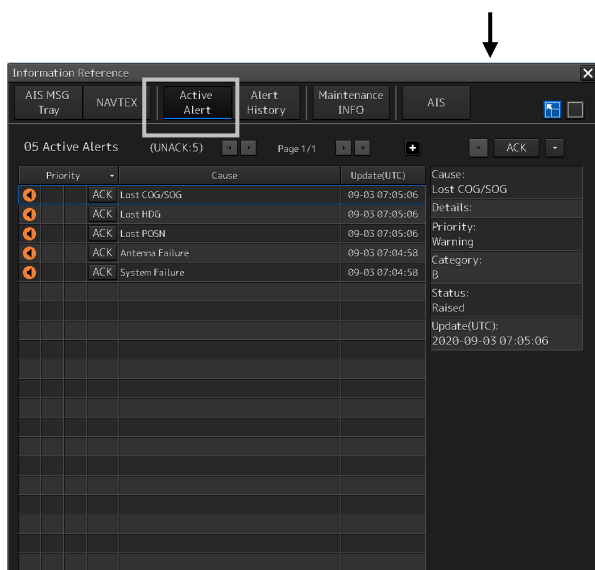 Information Reference
AIS MSG Tray
NAVTEX
Active Alert
Alert History
Maintenance INFO
AIS
05 Active Alerts (UNACK:5) Page 1/1 ACK
Priority Cause Update(UTC)
ACK Lost COG/SOG 09-03 07:05:06
ACK Lost HDG 09-03 07:05:06
ACK Lost POSN 09-03 07:05:06
ACK Antenna Failure 09-03 07:04:58
ACK System Failure 09-03 07:04:58
Cause:
Lost COG/SOG
Details:
Priority:
Warning
Category:
B
Status:
Raised
Update(UTC):
2020-09-03 07:05:06